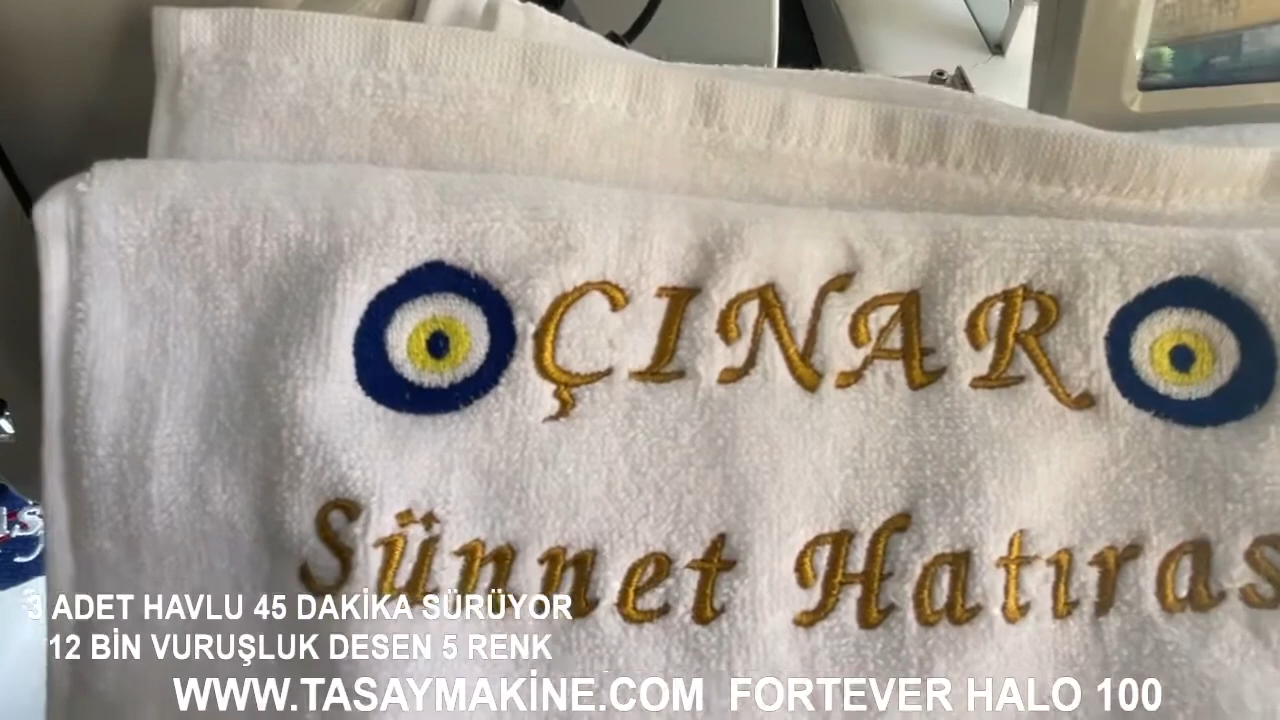 ÇINAR
Sünnet Hatıras
3 ADET HAVLU 45 DAKİKA SÜRÜYOR
12 BİN VURUŞLUK DESEN 5 RENK
WWW.TASAYMAKİNE.COM FORTEVER HALO 100